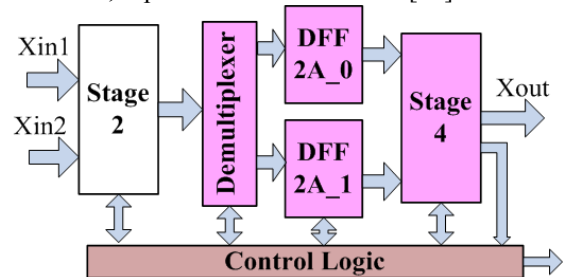 Xin1
Xin2
Stage
2
Demultiplexer
DFF
2A_0
DFF
2A_1
Stage
4
Xout
Control Logic